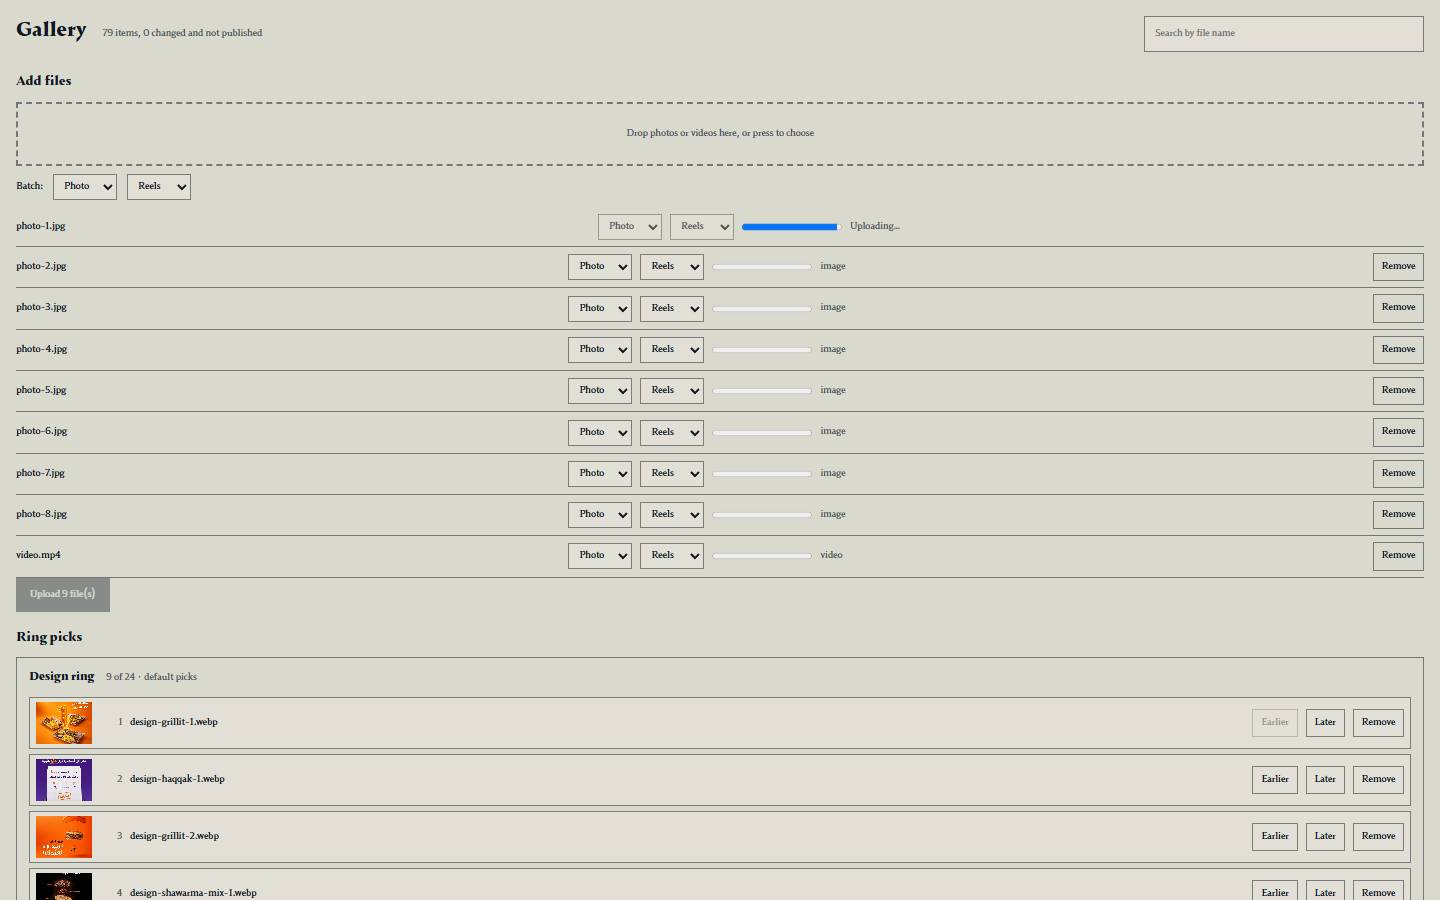 Gallery 79 items, 0 changed and not published Search by file name
Add files
Drop photos or videos here, or press to choose
Batch: Photo Reels
photo-1.jpg Photo Reels Uploading...
photo-2.jpg Photo Reels image Remove
photo-3.jpg Photo Reels image Remove
photo-4.jpg Photo Reels image Remove
photo-5.jpg Photo Reels image Remove
photo-6.jpg Photo Reels image Remove
photo-7.jpg Photo Reels image Remove
photo-8.jpg Photo Reels image Remove
video.mp4 Photo Reels video Remove
Upload 9 file(s)
Ring picks
Design ring 9 of 24 · default picks
1 design-grillit-1.webp Earlier Later Remove
2 design-haqqak-1.webp Earlier Later Remove
3 design-grillit-2.webp Earlier Later Remove
4 design-shawarma-mix-1.webp Earlier Later Remove